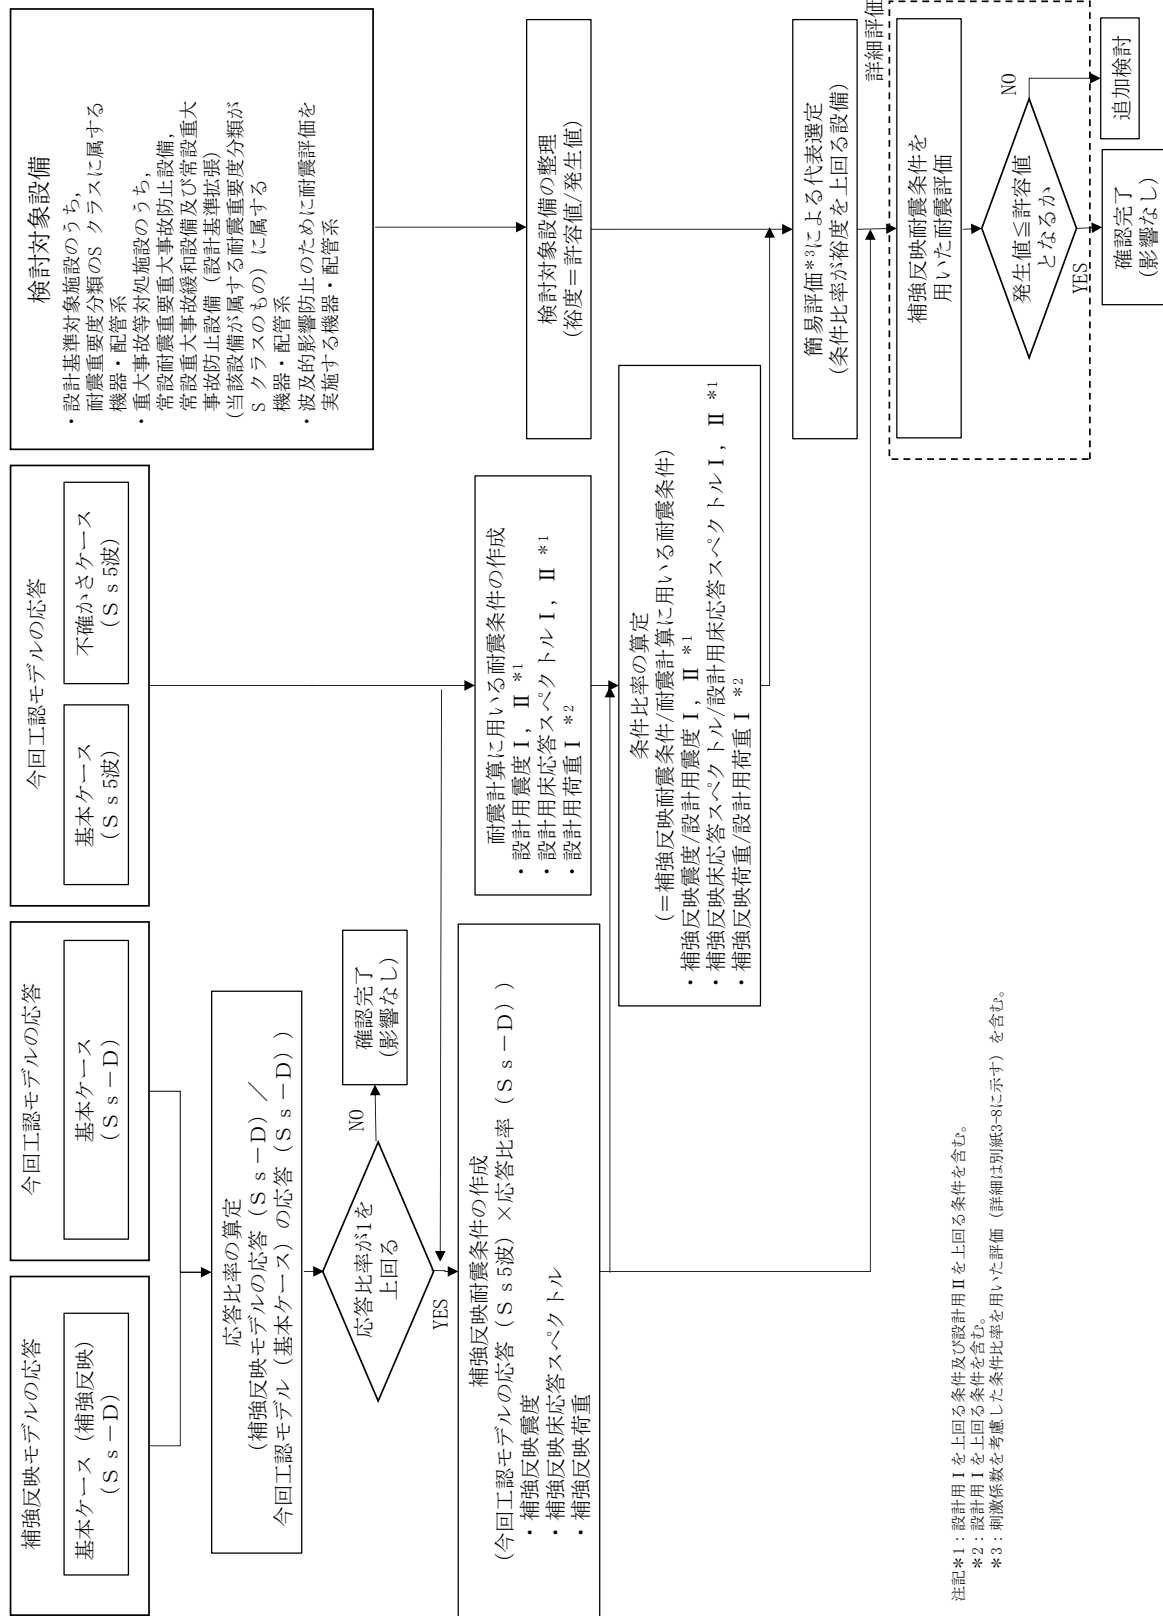 補強反映モデルの応答
基本ケース（補強反映）
（Ｓｓ－Ｄ）
今回工認モデルの応答
基本ケース
（Ｓｓ－Ｄ）
今回工認モデルの応答
基本ケース
（Ｓｓ5波）
不確かさケース
（Ｓｓ5波）
検討対象設備
・設計基準対象施設のうち，
耐震重要度分類のS クラスに属する
機器・配管系
・重大事故等対処施設のうち，
常設耐震重要重大事故防止設備，
常設重大事故緩和設備及び常設重大
事故防止設備（設計基準拡張）
(当該設備が属する耐震重要度分類が
S クラスのもの）に属する
機器・配管系
・波及的影響防止のために耐震評価を
実施する機器・配管系
応答比率の算定
(補強反映モデルの応答（Ｓｓ－Ｄ）／
今回工認モデル（基本ケース）の応答（Ｓｓ－Ｄ））
応答比率が1を
上回る
NO
確認完了
(影響なし)
YES
補強反映耐震条件の作成
(今回工認モデルの応答（Ｓｓ5波）×応答比率（Ｓｓ－Ｄ））
・補強反映震度
・補強反映床応答スペクトル
・補強反映荷重
耐震計算に用いる耐震条件の作成
・設計用震度Ⅰ，Ⅱ *1
・設計用床応答スペクトルⅠ，Ⅱ *1
・設計用荷重Ⅰ *2
検討対象設備の整理
(裕度＝許容値/発生値)
条件比率の算定
(＝補強反映耐震条件/耐震計算に用いる耐震条件)
・補強反映震度/設計用震度Ⅰ，Ⅱ *1
・補強反映床応答スペクトル/設計用床応答スペクトルⅠ，Ⅱ *1
・補強反映荷重/設計用荷重Ⅰ *2
簡易評価*3による代表選定
(条件比率が裕度を上回る設備)
詳細評価
補強反映耐震条件を
用いた耐震評価
発生値≦許容値
となるか
NO
追加検討
YES
確認完了
(影響なし)
注記*1：設計用Ⅰを上回る条件及び設計用Ⅱを上回る条件を含む。
*2：設計用Ⅰを上回る条件を含む。
*3：刺激係数を考慮した条件比率を用いた評価（詳細は別紙3-8に示す）を含む。